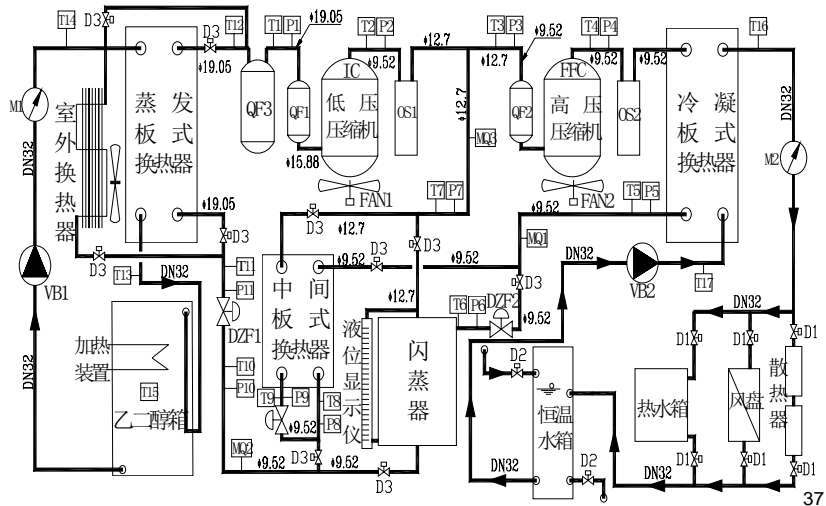 T14
D3
T12
P1
T1
φ19.05
T2
P2
φ9.52
φ12.7
T3
P3
φ9.52
T4
P4
φ9.52
φ9.52
T16
D3
φ19.05
IC
φ12.7
FFC
M1
室外换热器
蒸发
板式
换热器
QF3
QF1
低压
压缩机
OS1
φ12.7
QF2
高压
压缩机
OS2
冷凝
板式
换热器
DN32
DN32
MQ3
M2
φ15.88
FAN1
FAN2
T7
P7
T5
P5
φ9.52
φ19.05
D3
D3
φ12.7
D3
MQ1
D3
VB1
T13
DN32
T11
P11
中间
板式
换热器
φ9.52
D3
φ9.52
D3
DN32
VB2
T17
DZF1
φ12.7
T6
P6
DZF2
φ9.52
DN32
加热
装置
T15
乙二醇箱
DN32
T10
P10
T9
P9
T8
P8
φ9.52
液位显示仪
闪蒸器
D2
恒温
水箱
D1
D1
D1
热水箱
风盘
散热器
MQ2
φ9.52
D3
φ9.52
D3
DN32
D2
DN32
D1
D1
D1
37